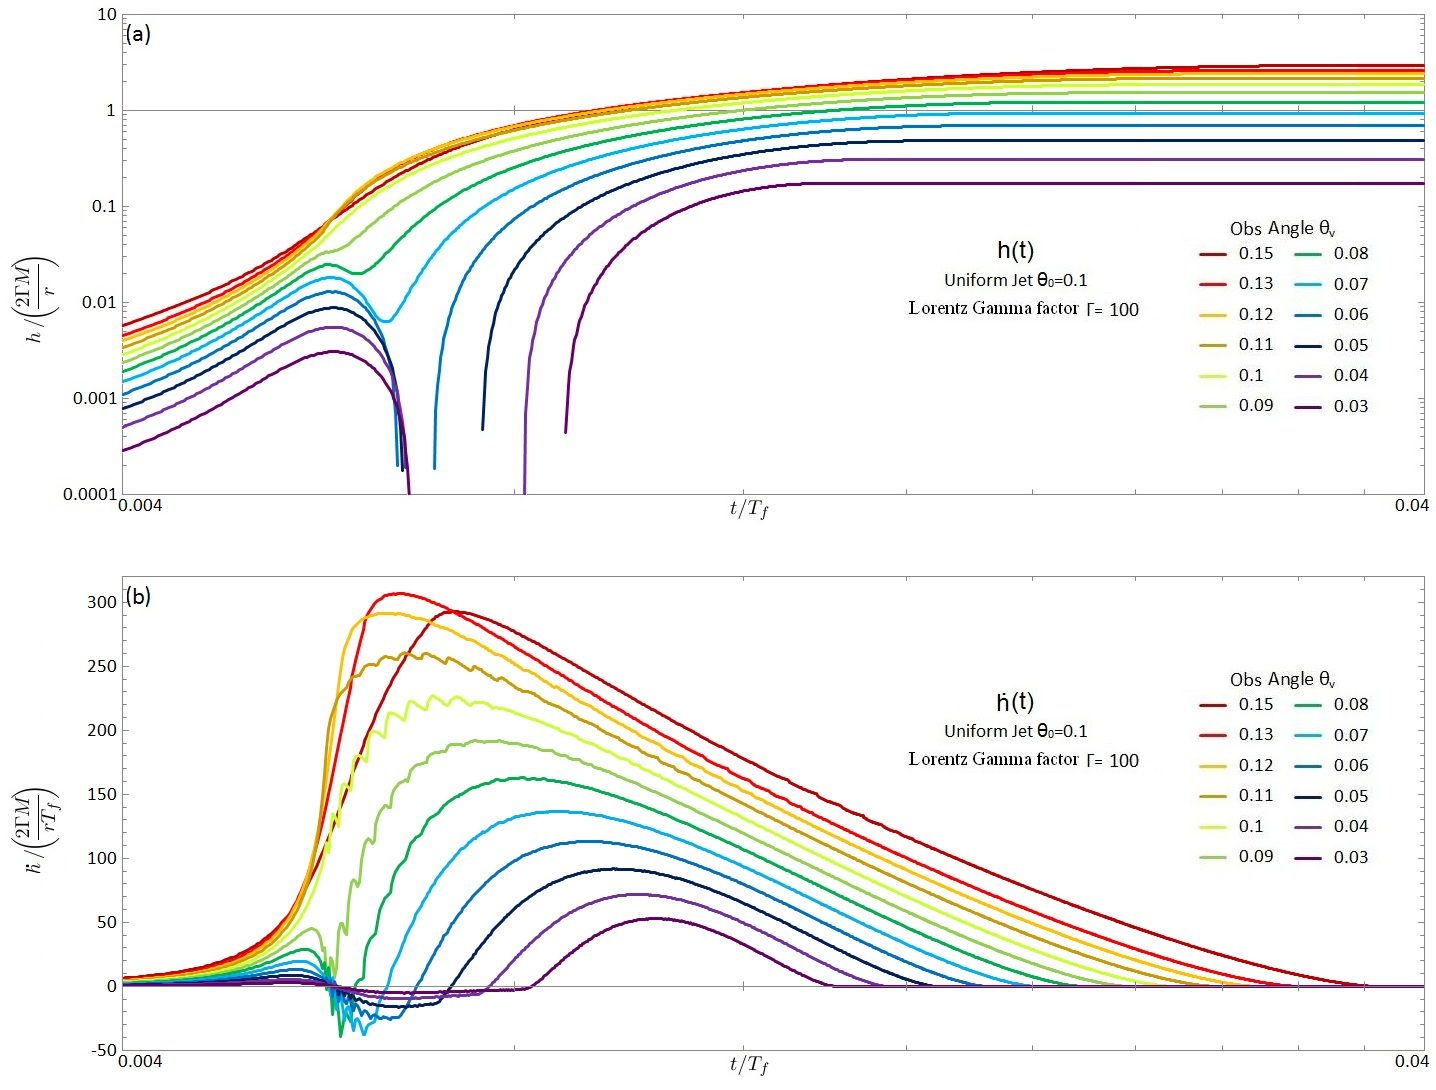 (a)
10
1
0.1
0.01
0.001
0.0001
h / (2ΓM / r)
h(t)
Uniform Jet θ₀=0.1
Lorentz Gamma factor Γ= 100
Obs Angle θᵥ
0.15 0.08
0.13 0.07
0.12 0.06
0.11 0.05
0.1 0.04
0.09 0.03
0.004 t/T_f 0.04
(b)
300
250
200
150
100
50
0
-50
ḣ / (2ΓM / rT_f)
ḣ(t)
Uniform Jet θ₀=0.1
Lorentz Gamma factor Γ= 100
Obs Angle θᵥ
0.15 0.08
0.13 0.07
0.12 0.06
0.11 0.05
0.1 0.04
0.09 0.03
0.004 t/T_f 0.04